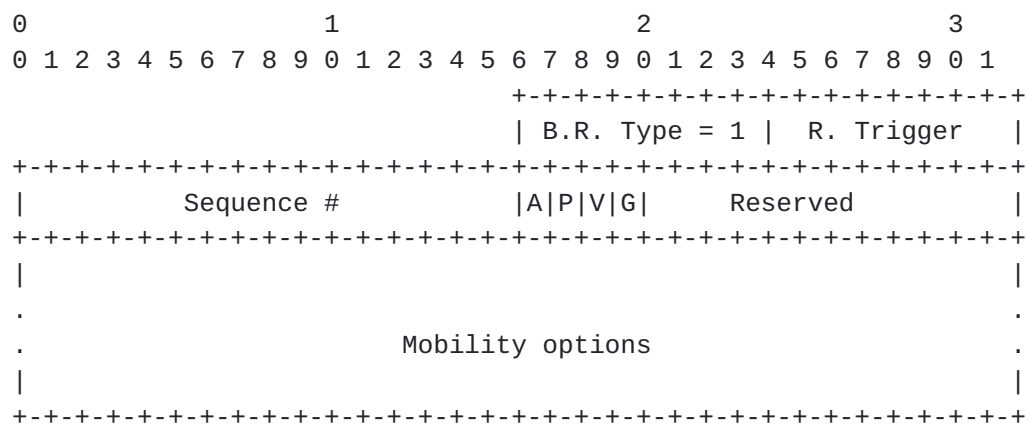 0                   1                   2                   3
0 1 2 3 4 5 6 7 8 9 0 1 2 3 4 5 6 7 8 9 0 1 2 3 4 5 6 7 8 9 0 1
                                +-+-+-+-+-+-+-+-+-+-+-+-+-+-+-+-+
                                | B.R. Type = 1 |   R. Trigger  |
+-+-+-+-+-+-+-+-+-+-+-+-+-+-+-+-+-+-+-+-+-+-+-+-+-+-+-+-+-+-+-+-+
|          Sequence #           |A|P|V|G|     Reserved          |
+-+-+-+-+-+-+-+-+-+-+-+-+-+-+-+-+-+-+-+-+-+-+-+-+-+-+-+-+-+-+-+-+
|                                                               |
.                                                               .
.                        Mobility options                       .
|                                                               |
+-+-+-+-+-+-+-+-+-+-+-+-+-+-+-+-+-+-+-+-+-+-+-+-+-+-+-+-+-+-+-+-+